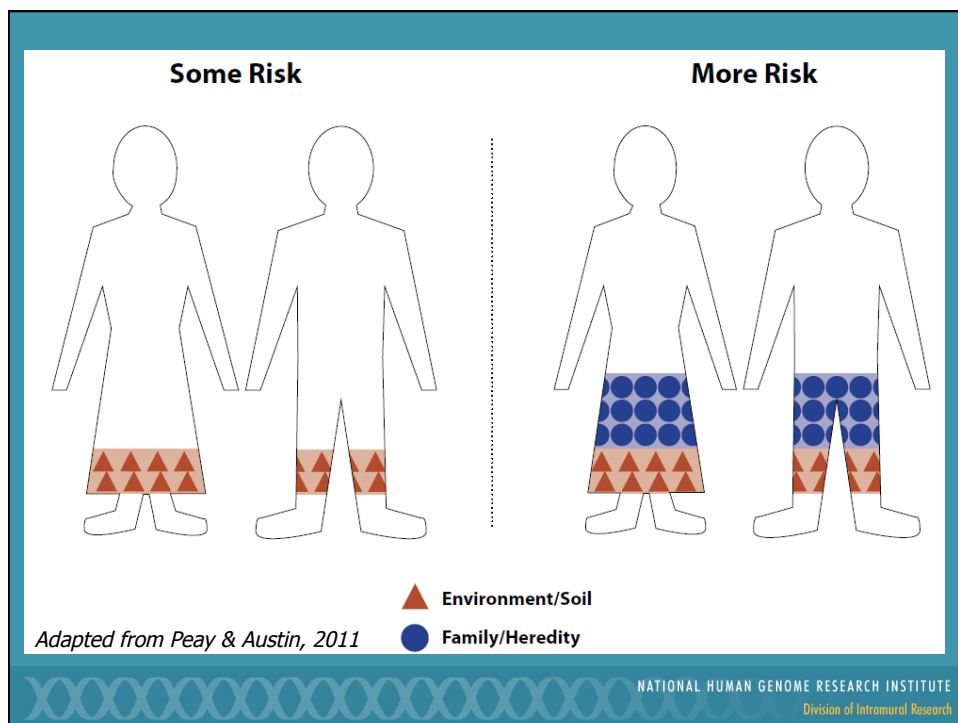 Some Risk
More Risk
Environment/Soil
Family/Heredity
Adapted from Peay & Austin, 2011
NATIONAL HUMAN GENOME RESEARCH INSTITUTE
Division of Intramural Research